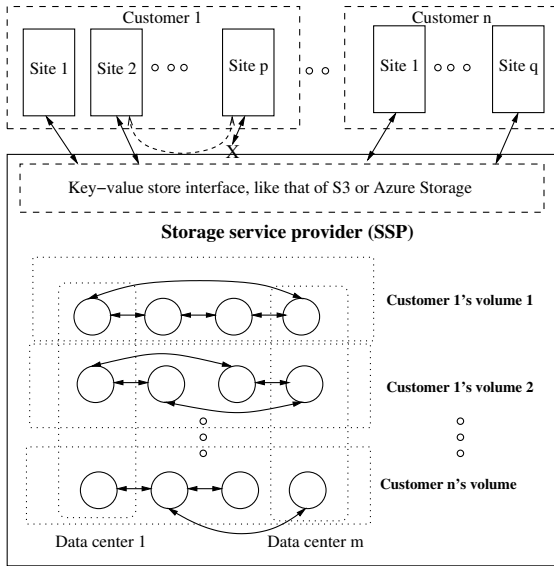 Customer 1
Customer n
Site 1
Site 2
Site p
Site 1
Site q
X
Key−value store interface, like that of S3 or Azure Storage
Storage service provider (SSP)
Customer 1's volume 1
Customer 1's volume 2
Customer n's volume
Data center 1
Data center m